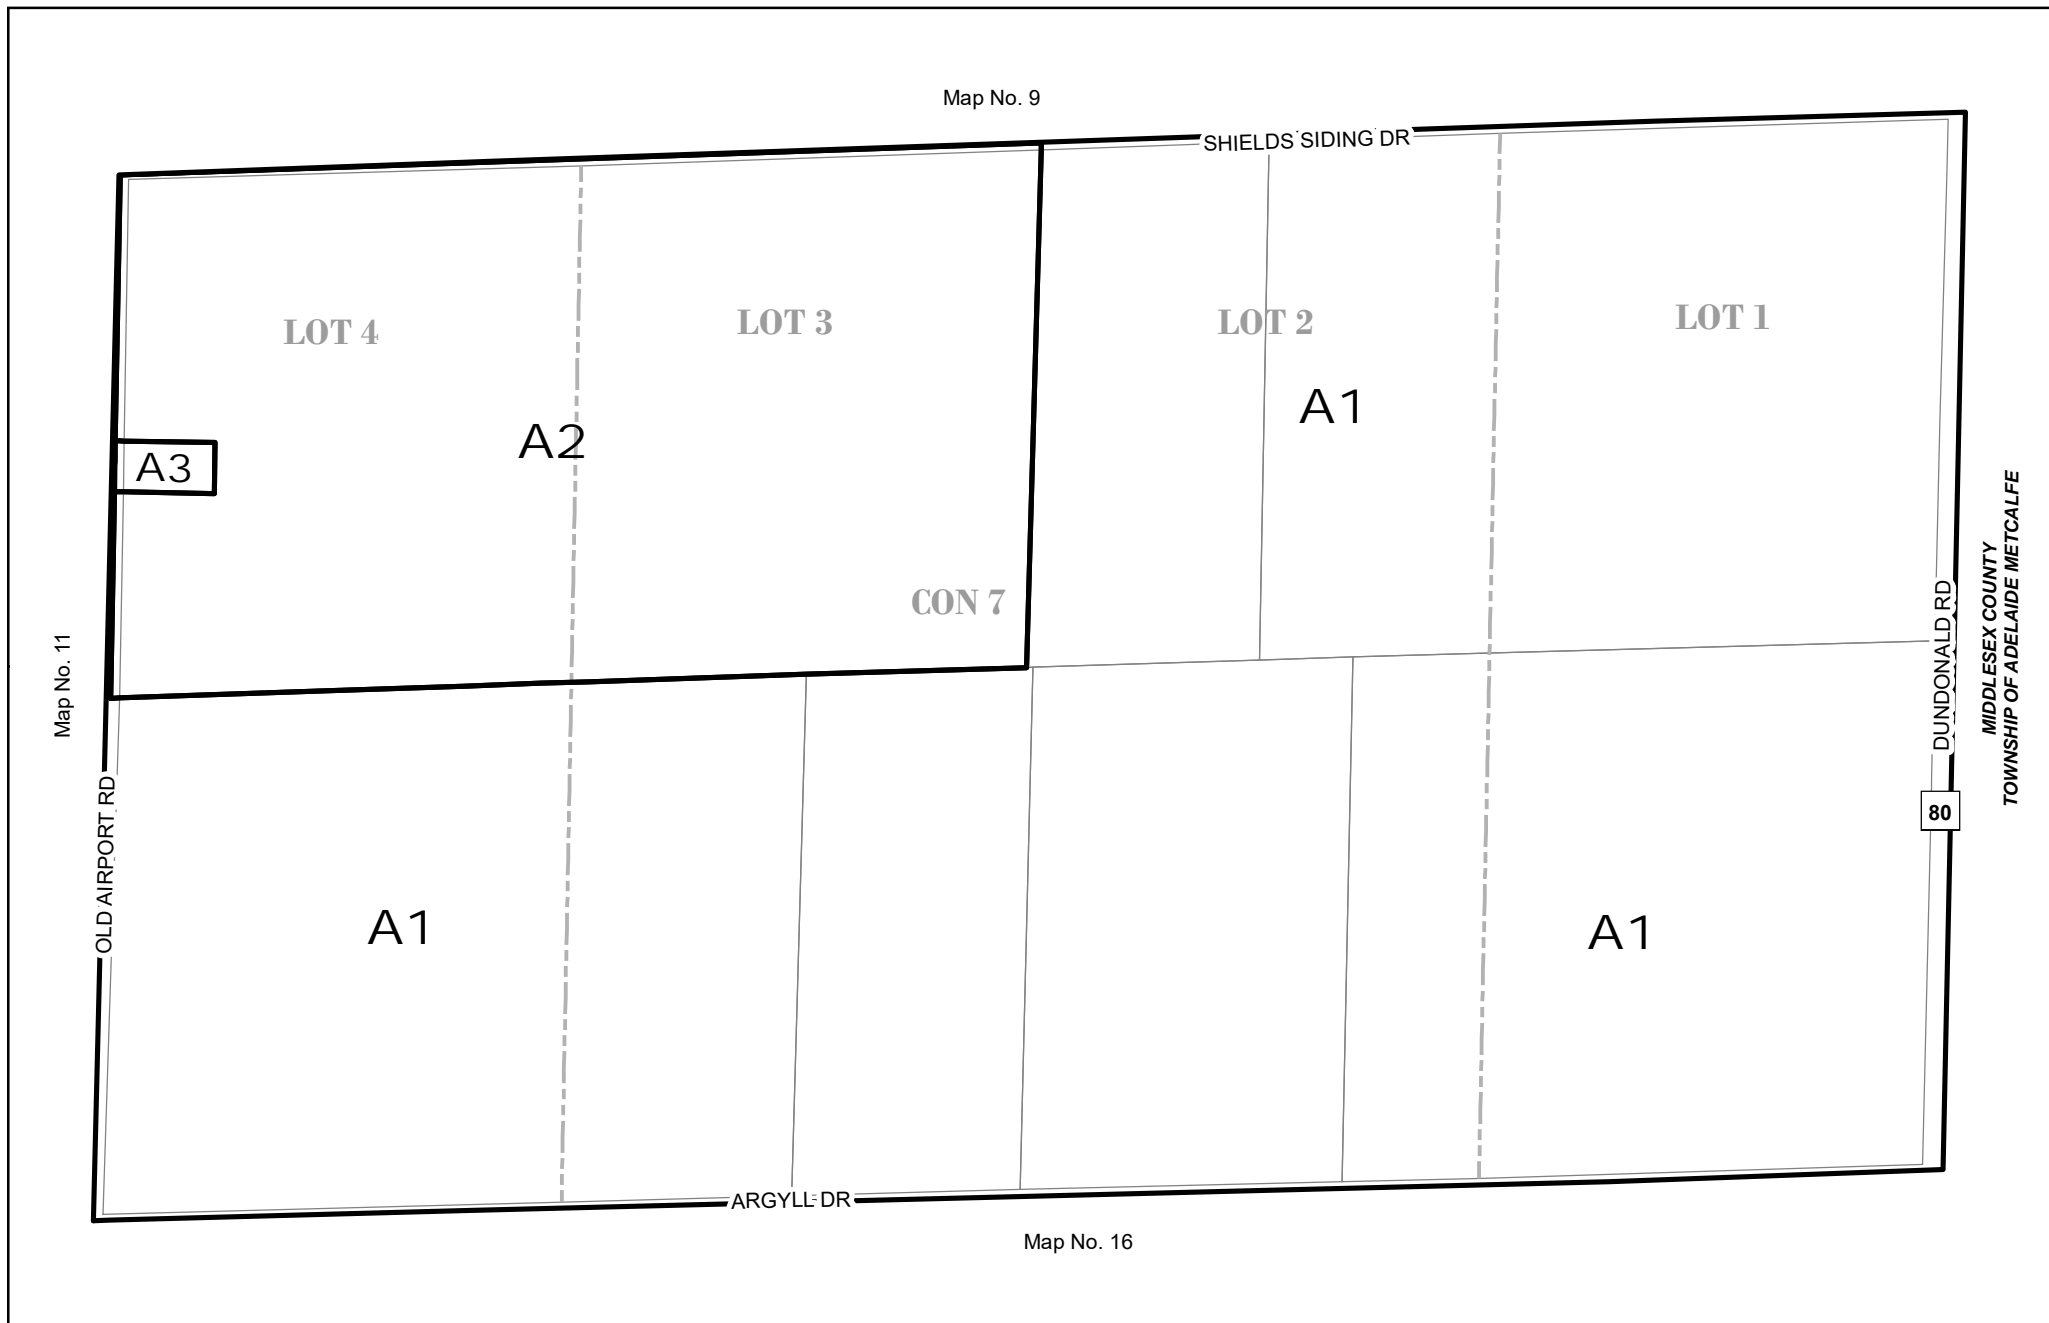 Map No. 9
SHIELDS SIDING DR
LOT 4
LOT 3
LOT 2
LOT 1
A1
A2
A3
CON 7
Map No. 11
OLD AIRPORT RD
DUNDONALD RD
MIDDLESEX COUNTY
TOWNSHIP OF ADELAIDE METCALFE
80
A1
A1
ARGYLL DR
Map No. 16